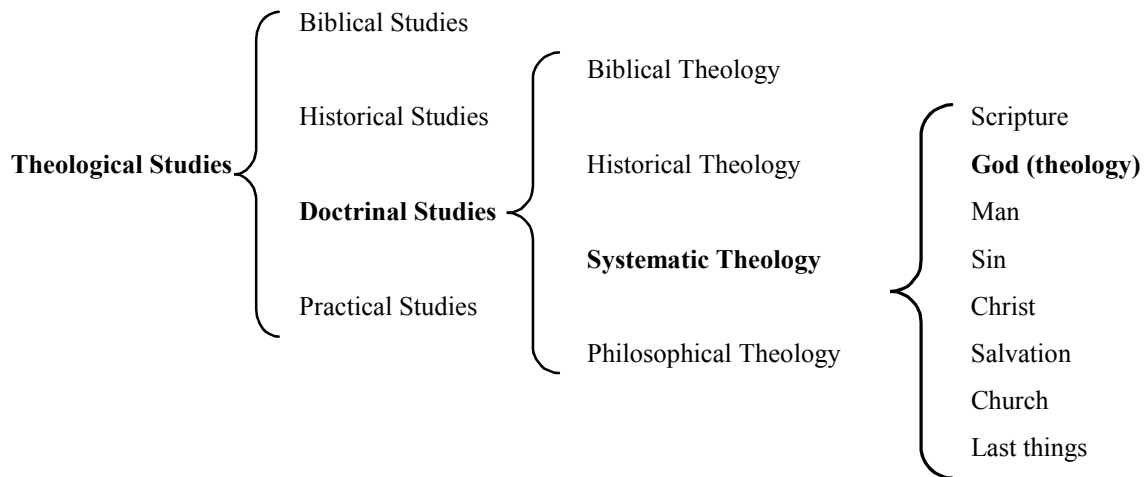 Theological Studies
Biblical Studies
Historical Studies
Doctrinal Studies
Practical Studies
Biblical Theology
Historical Theology
Systematic Theology
Philosophical Theology
Scripture
God (theology)
Man
Sin
Christ
Salvation
Church
Last things